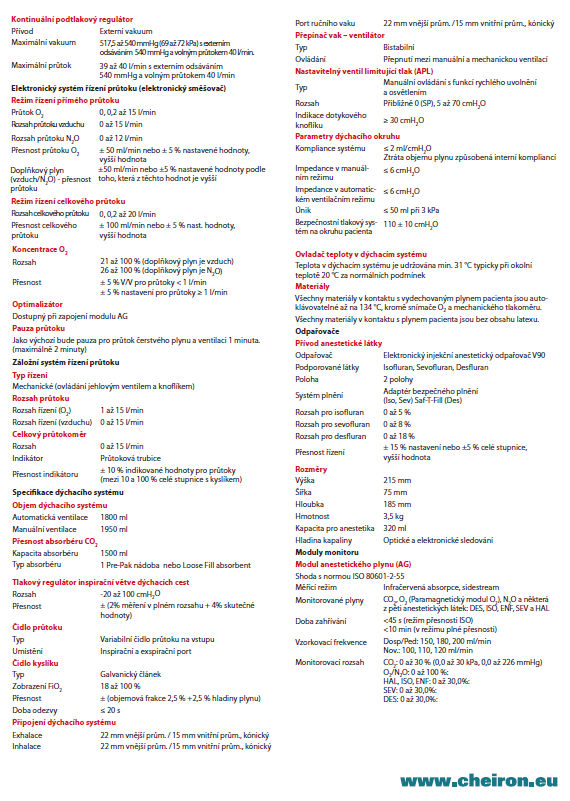 Kontinuální podtlakový regulátor
Přívod Externí vakuum
Maximální vakuum 517,5 až 540 mmHg (69 až 72 kPa) s externím
odsáváním 540 mmHg a volným průtokem 40 l/min.
Maximální průtok 39 až 40 l/min s externím odsáváním
540 mmHg a volným průtokem 40 l/min
Elektronický systém řízení průtoku (elektronický směšovač)
Režim řízení přímého průtoku
Průtok O2 0, 0,2 až 15 l/min
Rozsah průtoku vzduchu 0 až 15 l/min
Rozsah průtoku N2O 0 až 12 l/min
Přesnost průtoku O2 ± 50 ml/min nebo ± 5 % nastavené hodnoty,
vyšší hodnota
Doplňkový plyn
(vzduch/N2O) - přesnost
průtoku ±50 ml/min nebo ±5 % nastavené hodnoty podle
toho, která z těchto hodnot je vyšší
Režim řízení celkového průtoku
Rozsah celkového průtoku 0, 0,2 až 20 l/min
Přesnost celkového
průtoku ± 100 ml/min nebo ± 5 % nast. hodnoty,
vyšší hodnota
Koncentrace O2
Rozsah 21 až 100 % (doplňkový plyn je vzduch)
26 až 100 % (doplňkový plyn je N2O)
Přesnost ± 5 % V/V pro průtoky < 1 l/min
± 5 % nastavení pro průtoky ≥ 1 l/min
Optimalizátor
Dostupný při zapojení modulu AG
Pauza průtoku
Jako výchozí bude pauza pro průtok čerstvého plynu a ventilaci 1 minuta.
(maximálně 2 minuty)
Záložní systém řízení průtoku
Typ řízení
Mechanické (ovládání jehlovým ventilem a knoflíkem)
Rozsah průtoku
Rozsah řízení (O2) 1 až 15 l/min
Rozsah řízení (vzduchu) 0 až 15 l/min
Celkový průtokoměr
Rozsah 0 až 15 l/min
Indikátor Průtoková trubice
Přesnost indikátoru ± 10 % indikované hodnoty pro průtoky
(mezi 10 a 100 % celé stupnice s kyslíkem)
Specifikace dýchacího systému
Objem dýchacího systému
Automatická ventilace 1800 ml
Manuální ventilace 1950 ml
Přesnost absorbéru CO2
Kapacita absorbéru 1500 ml
Typ absorbéru 1 Pre-Pak nádoba nebo Loose Fill absorbent
Tlakový regulátor inspirační větve dýchacích cest
Rozsah -20 až 100 cmH2O
Přesnost ± (2% měření v plném rozsahu + 4% skutečné
hodnoty)
Čidlo průtoku
Typ Variabilní čidlo průtoku na vstupu
Umístění Inspirační a exspirační port
Čidlo kyslíku
Typ Galvanický článek
Zobrazení FiO2 18 až 100 %
Přesnost ± (objemová frakce 2,5 % +2,5 % hladiny plynu)
Doba odezvy ≤ 20 s
Připojení dýchacího systému
Exhalace 22 mm vnější prům. / 15 mm vnitřní prům., kónický
Inhalace 22 mm vnější prům. /15 mm vnitřní prům., kónický
Port ručního vaku 22 mm vnější prům. /15 mm vnitřní prům., kónický
Přepínač vak – ventilátor
Typ Bistabilní
Ovládání Přepnutí mezi manuální a mechanickou ventilací
Nastavitelný ventil limitující tlak (APL)
Typ Manuální ovládání s funkcí rychlého uvolnění
a osvětlením
Rozsah Přibližně 0 (SP), 5 až 70 cmH2O
Indikace dotykového
knoflíku ≥ 30 cmH2O
Parametry dýchacího okruhu
Kompliance systému ≤ 2 ml/cmH2O
Ztráta objemu plynu způsobená interní kompliancí
Impedance v manuál-
ním režimu ≤ 6 cmH2O
Impedance v automatic-
kém ventilačním režimu ≤ 6 cmH2O
Únik ≤ 50 ml při 3 kPa
Bezpečnostní tlakový sys-
tém na okruhu pacienta 110 ± 10 cmH2O
Ovladač teploty v dýchacím systému
Teplota v dýchacím systému je udržována min. 31 °C typicky při okolní
teplotě 20 °C za normálních podmínek
Materiály
Všechny materiály v kontaktu s vydechovaným plynem pacienta jsou auto-
klávovatelné až na 134 °C, kromě snímače O2 a mechanického tlakoměru.
Všechny materiály v kontaktu s plynem pacienta jsou bez obsahu latexu.
Odpařovače
Přívod anestetické látky
Odpařovač Elektronický injekční anestetický odpařovač V90
Podporované látky Isofluran, Sevofluran, Desfluran
Poloha 2 polohy
Systém plnění Adaptér bezpečného plnění
(Iso, Sev) Saf-T-Fill (Des)
Rozsah pro isofluran 0 až 5 %
Rozsah pro sevofluran 0 až 8 %
Rozsah pro desfluran 0 až 18 %
Přesnost řízení ± 15 % nastavení nebo ±5 % celé stupnice,
vyšší hodnota
Rozměry
Výška 215 mm
Šířka 75 mm
Hloubka 185 mm
Hmotnost 3,5 kg
Kapacita pro anestetika 320 ml
Hladina kapaliny Optické a elektronické sledování
Moduly monitoru
Modul anestetického plynu (AG)
Shoda s normou ISO 80601-2-55
Měřicí režim Infračervená absorpce, sidestream
Monitorované plyny CO2, O2 (Paramagnetický modul O2), N2O a některá
z pěti anestetických látek: DES, ISO, ENF, SEV a HAL
Doba zahřívání <45 s (režim přesnosti ISO)
<10 min (v režimu plné přesnosti)
Vzorkovací frekvence Dosp/Ped: 150, 180, 200 ml/min
Nov.: 100, 110, 120 ml/min
Monitorovací rozsah CO2: 0 až 30 % (0,0 až 30 kPa, 0,0 až 226 mmHg)
O2/N2O: 0 až 100 %:
HAL, ISO, ENF: 0 až 30,0%:
SEV: 0 až 30,0%:
DES: 0 až 30,0%:
www.cheiron.eu